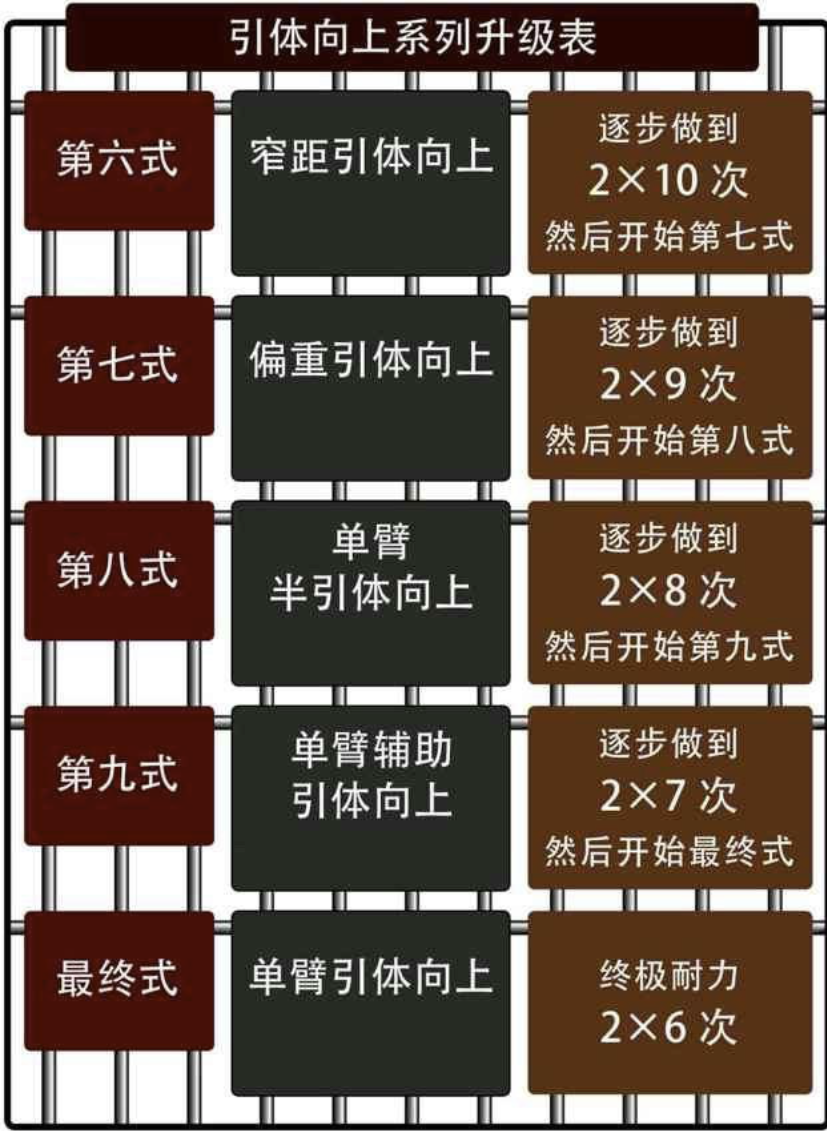 引体向上系列升级表
第六式
窄距引体向上
逐步做到
2×10 次
然后开始第七式
第七式
偏重引体向上
逐步做到
2×9 次
然后开始第八式
第八式
单臂
半引体向上
逐步做到
2×8 次
然后开始第九式
第九式
单臂辅助
引体向上
逐步做到
2×7 次
然后开始最终式
最终式
单臂引体向上
终极耐力
2×6 次